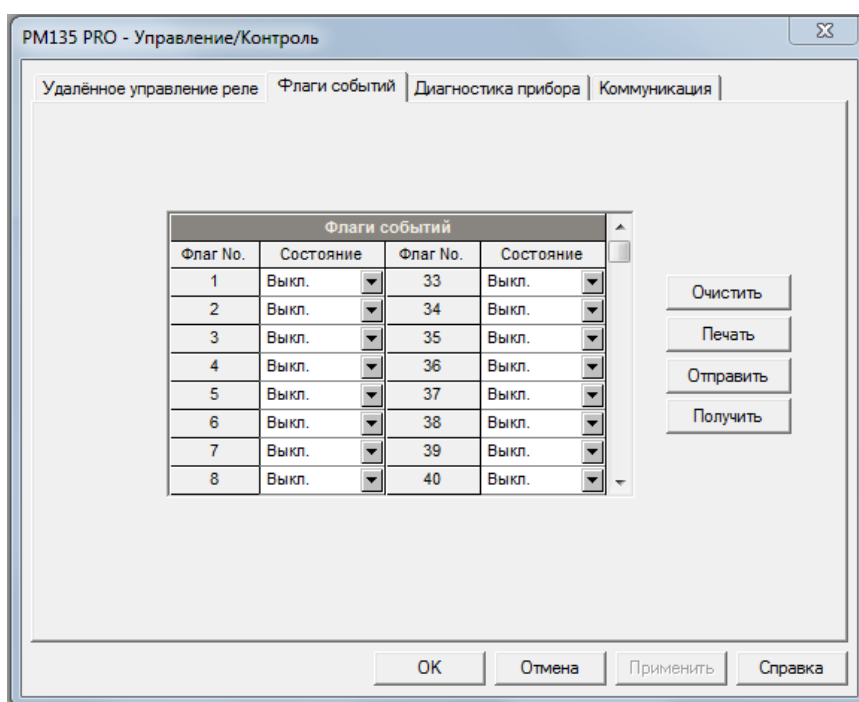 PM135 PRO - Управление/Контроль
Удалённое управление реле Флаги событий Диагностика прибора Коммуникация
Флаги событий
Флаг No. Состояние Флаг No. Состояние
1 Выкл. 33 Выкл.
2 Выкл. 34 Выкл.
3 Выкл. 35 Выкл.
4 Выкл. 36 Выкл.
5 Выкл. 37 Выкл.
6 Выкл. 38 Выкл.
7 Выкл. 39 Выкл.
8 Выкл. 40 Выкл.
Очистить
Печать
Отправить
Получить
OK Отмена Применить Справка